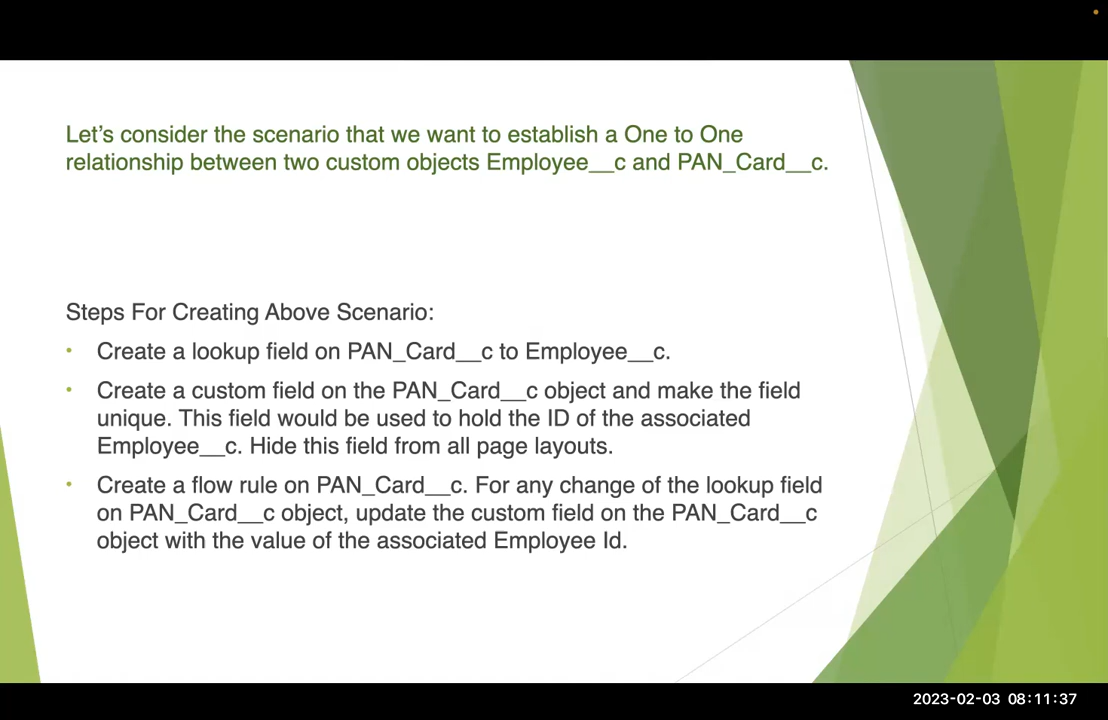 Let’s consider the scenario that we want to establish a One to One
relationship between two custom objects Employee__c and PAN_Card__c.
Steps For Creating Above Scenario:
• Create a lookup field on PAN_Card__c to Employee__c.
• Create a custom field on the PAN_Card__c object and make the field
unique. This field would be used to hold the ID of the associated
Employee__c. Hide this field from all page layouts.
• Create a flow rule on PAN_Card__c. For any change of the lookup field
on PAN_Card__c object, update the custom field on the PAN_Card__c
object with the value of the associated Employee Id.
2023-02-03 08:11:37